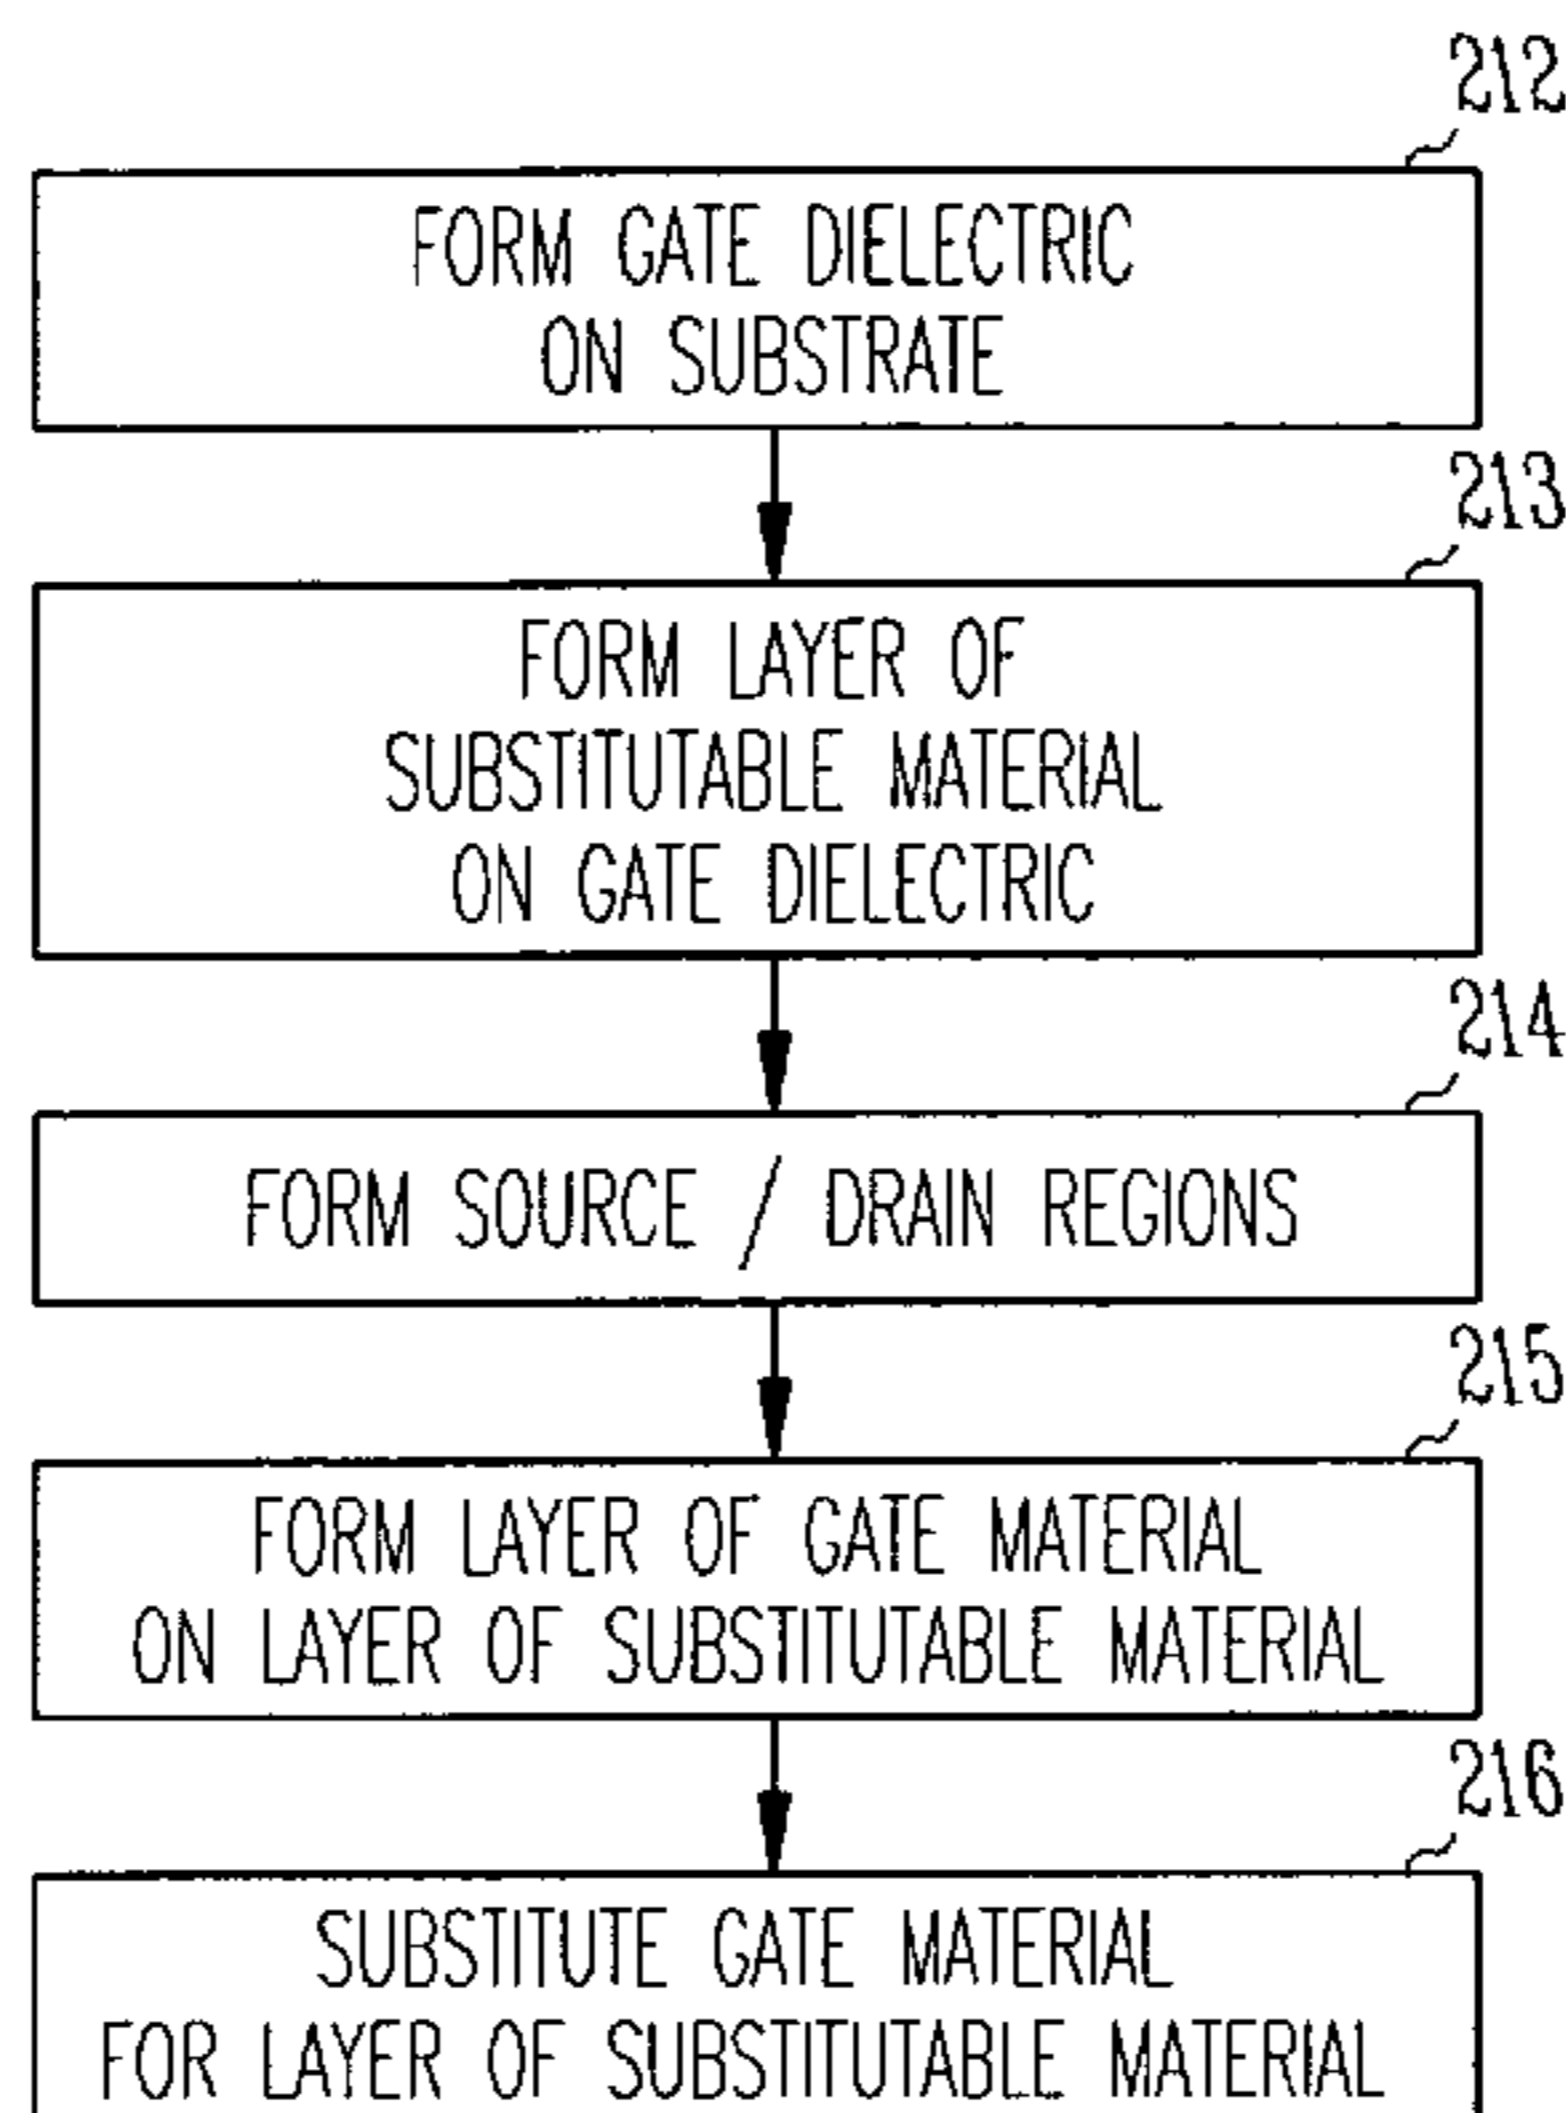 212
FORM GATE DIELECTRIC
ON SUBSTRATE
213
FORM LAYER OF
SUBSTITUTABLE MATERIAL
ON GATE DIELECTRIC
214
FORM SOURCE / DRAIN REGIONS
215
FORM LAYER OF GATE MATERIAL
ON LAYER OF SUBSTITUTABLE MATERIAL
216
SUBSTITUTE GATE MATERIAL
FOR LAYER OF SUBSTITUTABLE MATERIAL